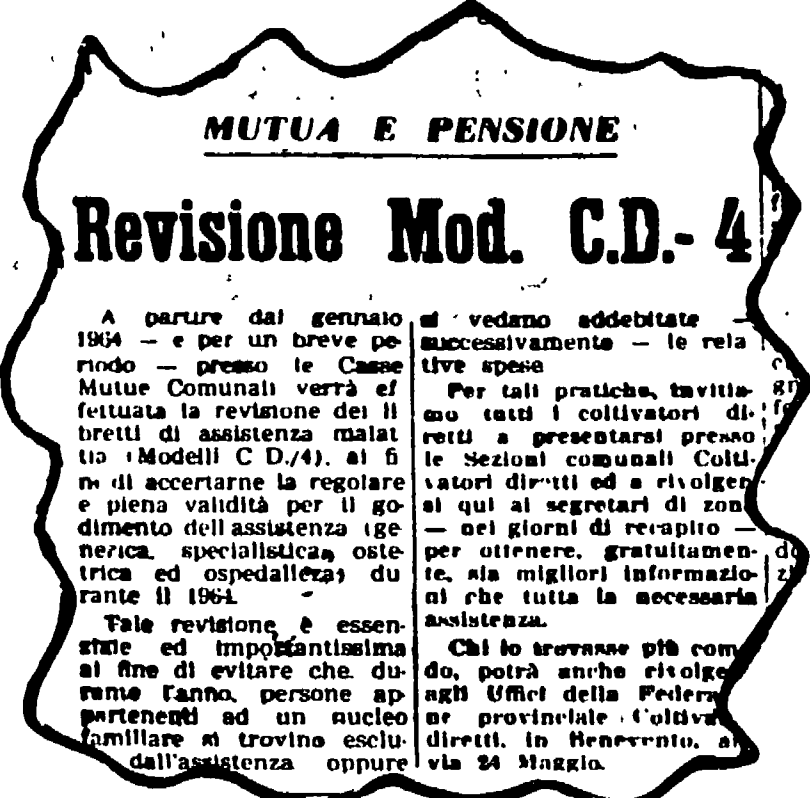 MUTUA E PENSIONE
Revisione Mod. C.D.- 4
A partire dal gennaio
1964 — e per un breve pe-
riodo — presso le Casse
Mutue Comunali verrà ef
fettuata la revisione dei li
bretti di assistenza malat
tia (Modelli C D./4), ai fi
ni di accertarne la regolare
e piena validità per il go-
dimento dell assistenza (ge
nerica, specialistica, oste-
trica ed ospedaliera) du
rante il 1964.
Tale revisione è essen-
ziale ed importantissima
al fine di evitare che, du-
rante l'anno, persone ap
partenenti ad un nucleo
familiare si trovino esclu-
dall'assistenza oppure
si vedano addebitate —
successivamente — le rela
tive spese
Per tali pratiche, invitia-
mo tutti i coltivatori di-
retti a presentarsi presso
le Sezioni comunali Colti-
vatori diretti ed a rivolger
si qui ai segretari di zon
— nei giorni di recapito —
per ottenere, gratuitamen-
te, sia migliori informazio-
ni che tutta la necessaria
assistenza.
Chi lo trovasse più com
do, potrà anche rivolge
agli Uffici della Federa
ne provinciale Coltiva
diretti, in Benevento, a
via 24 Maggio.